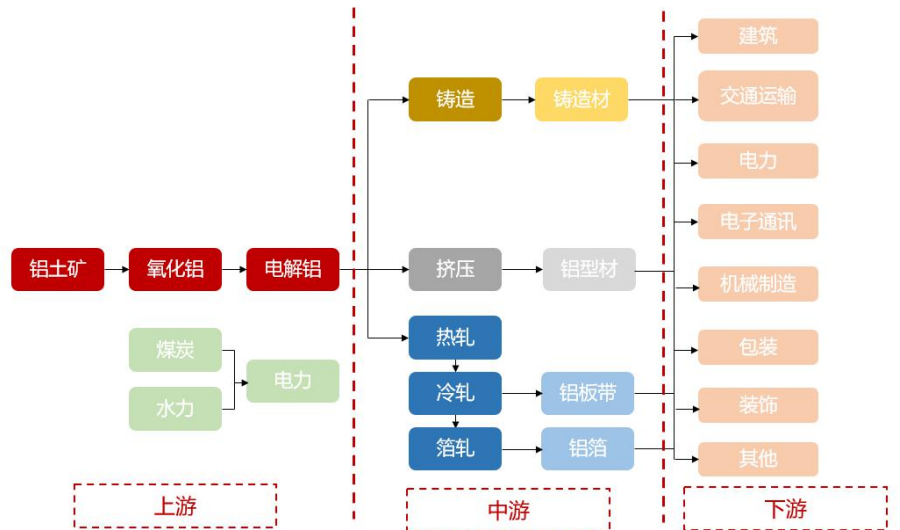 铝土矿
氧化铝
电解铝
煤炭
水力
电力
上游
铸造
铸造材
挤压
铝型材
热轧
冷轧
铝板带
箔轧
铝箔
中游
建筑
交通运输
电力
电子通讯
机械制造
包装
装饰
其他
下游